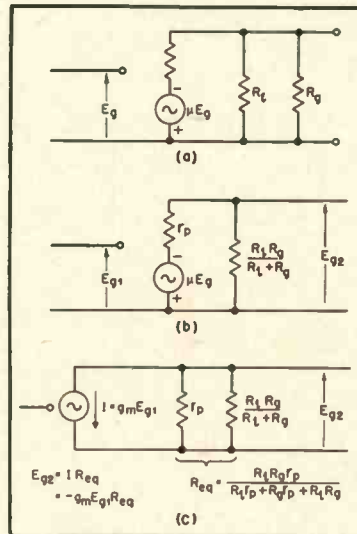 Eg
μEg
Rℓ
Rg
-
+
(a)
Eg1
rp
μEg
RℓRg
Rℓ+Rg
Eg2
-
+
(b)
I=gmEg1
rp
RℓRg
Rℓ+Rg
Eg2
Eg2 = I Req
= -gmEg1Req
Req = RℓRgrp
Rℓrp+Rgrp+RℓRg
(c)